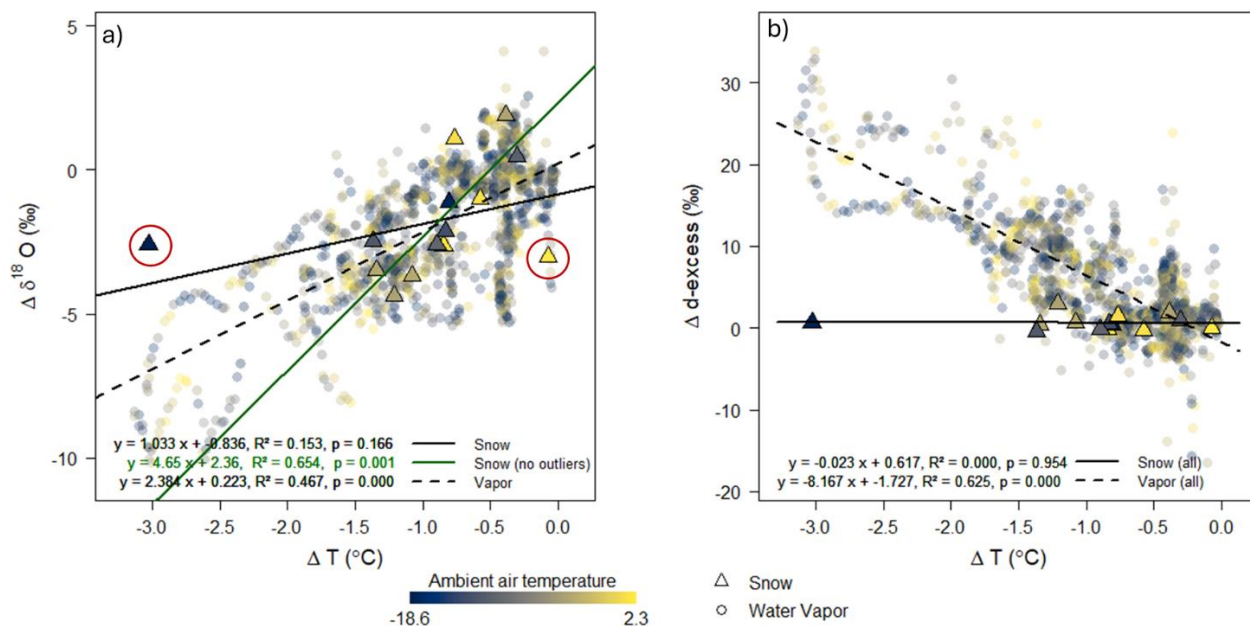 a)
5
0
-5
-10
Δ δ¹⁸ O (‰)
y = 1.033 x + -0.836, R² = 0.153, p = 0.166 Snow
y = 4.65 x + 2.36, R² = 0.654, p = 0.001 Snow (no outliers)
y = 2.384 x + 0.223, R² = 0.467, p = 0.000 Vapor
-3.0 -2.5 -2.0 -1.5 -1.0 -0.5 0.0
Δ T (°C)
b)
30
20
10
0
-10
-20
Δ d-excess (‰)
y = -0.023 x + 0.617, R² = 0.000, p = 0.954 Snow (all)
y = -8.167 x + -1.727, R² = 0.625, p = 0.000 Vapor (all)
-3.0 -2.5 -2.0 -1.5 -1.0 -0.5 0.0
Δ T (°C)
Ambient air temperature
-18.6 2.3
Snow
Water Vapor